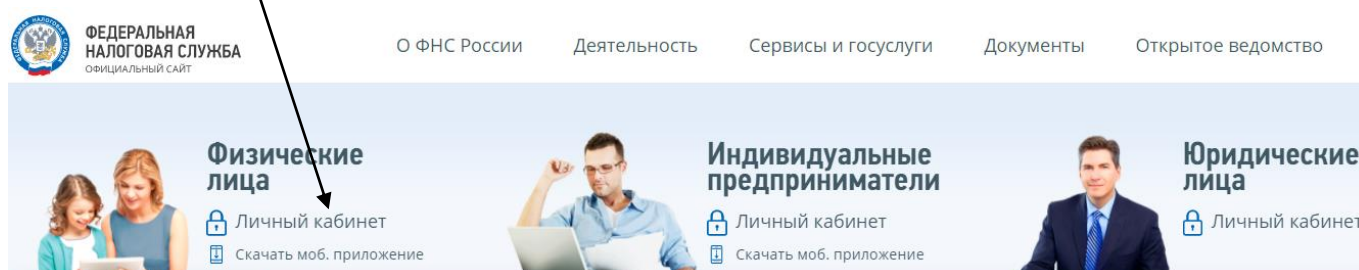 ФЕДЕРАЛЬНАЯ
НАЛОГОВАЯ СЛУЖБА
ОФИЦИАЛЬНЫЙ САЙТ
О ФНС России
Деятельность
Сервисы и госуслуги
Документы
Открытое ведомство
Физические
лица
Личный кабинет
Скачать моб. приложение
Индивидуальные
предприниматели
Личный кабинет
Скачать моб. приложение
Юридические
лица
Личный кабинет